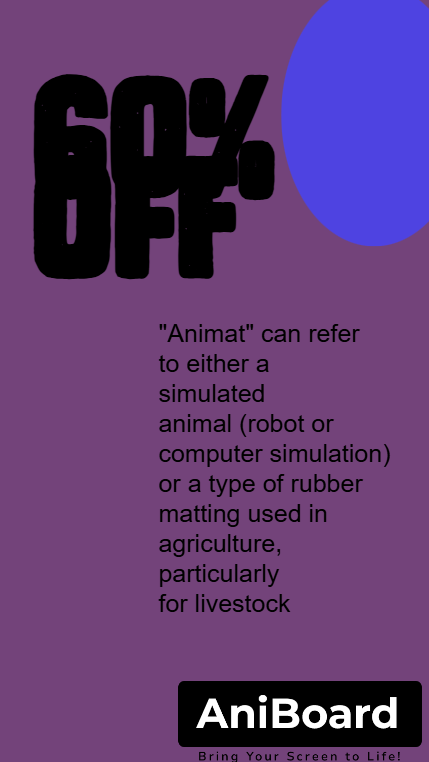 60%
OFF
"Animat" can refer
to either a
simulated
animal (robot or
computer simulation)
or a type of rubber
matting used in
agriculture,
particularly
for livestock
AniBoard
Bring Your Screen to Life!